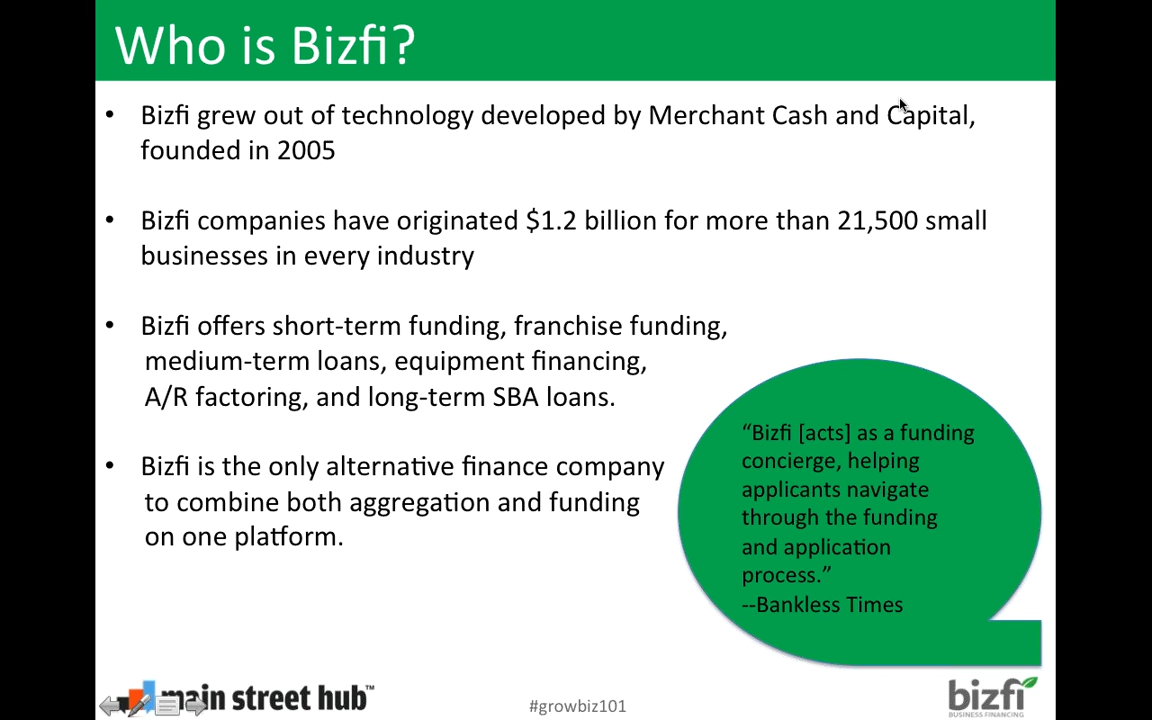 Who is Bizfi?
• Bizfi grew out of technology developed by Merchant Cash and Capital,
founded in 2005
• Bizfi companies have originated $1.2 billion for more than 21,500 small
businesses in every industry
• Bizfi offers short-term funding, franchise funding,
medium-term loans, equipment financing,
A/R factoring, and long-term SBA loans.
• Bizfi is the only alternative finance company
to combine both aggregation and funding
on one platform.
“Bizfi [acts] as a funding
concierge, helping
applicants navigate
through the funding
and application
process.”
--Bankless Times
main street hub™
#growbiz101
bizfi
BUSINESS FINANCING